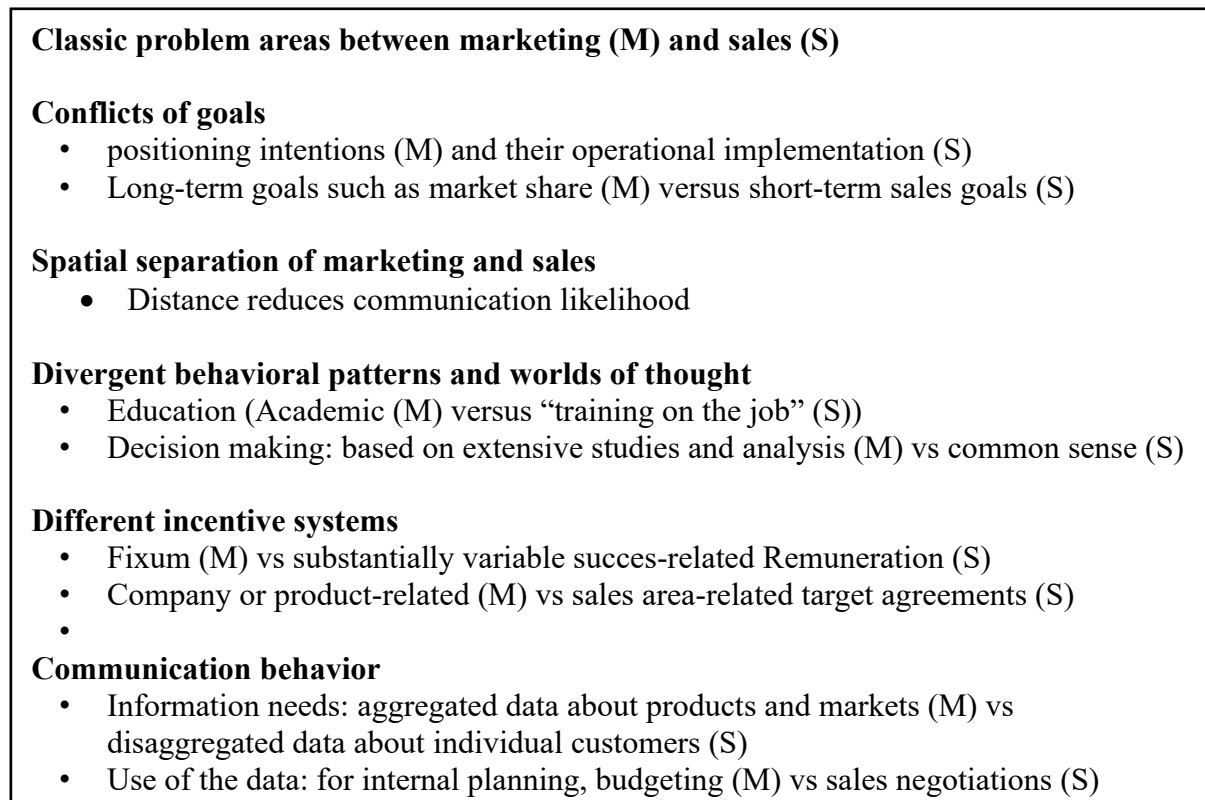 Classic problem areas between marketing (M) and sales (S)
Conflicts of goals
• positioning intentions (M) and their operational implementation (S)
• Long-term goals such as market share (M) versus short-term sales goals (S)
Spatial separation of marketing and sales
• Distance reduces communication likelihood
Divergent behavioral patterns and worlds of thought
• Education (Academic (M) versus “training on the job” (S))
• Decision making: based on extensive studies and analysis (M) vs common sense (S)
Different incentive systems
• Fixum (M) vs substantially variable succes-related Remuneration (S)
• Company or product-related (M) vs sales area-related target agreements (S)
•
Communication behavior
• Information needs: aggregated data about products and markets (M) vs
disaggregated data about individual customers (S)
• Use of the data: for internal planning, budgeting (M) vs sales negotiations (S)